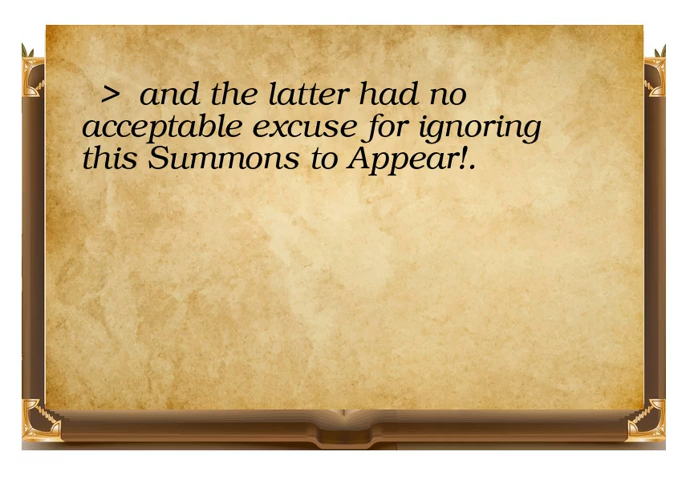 > and the latter had no
acceptable excuse for ignoring
this Summons to Appear!.